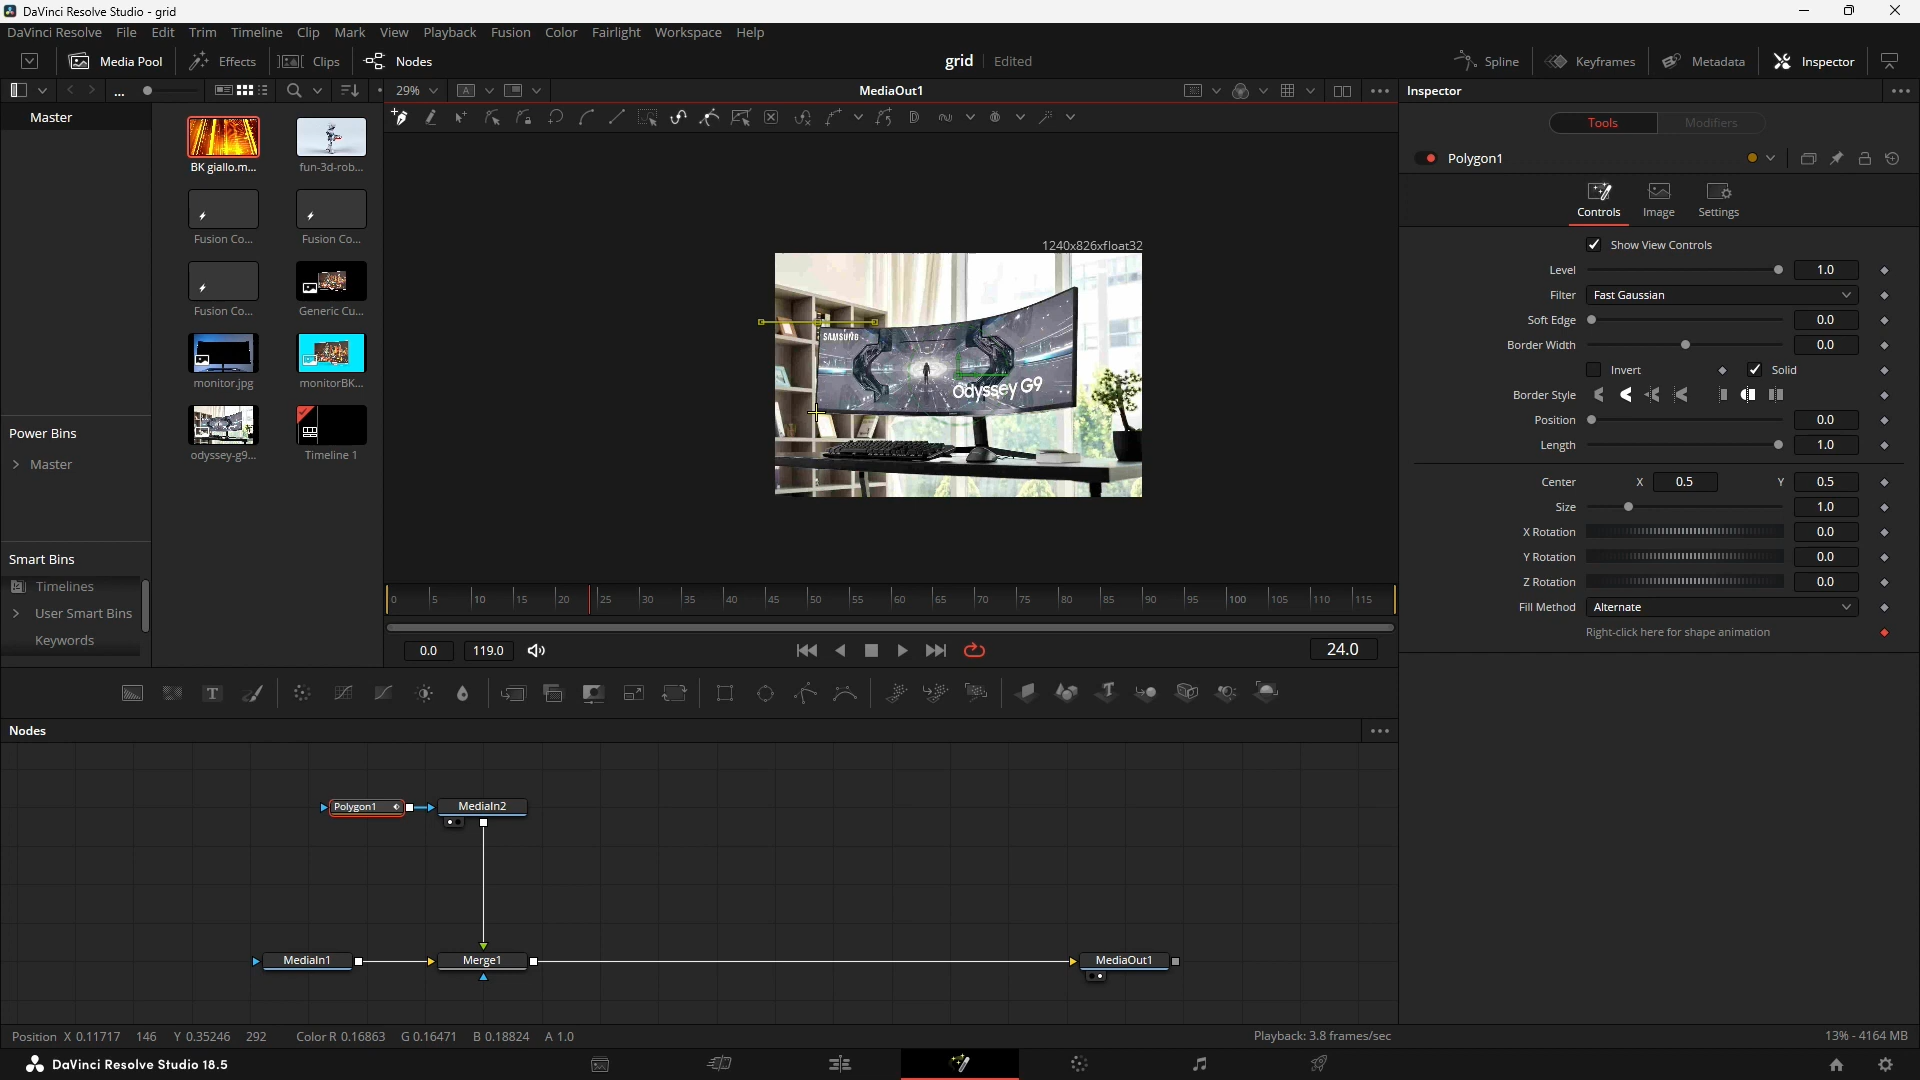 DaVinci Resolve Studio - grid
DaVinci Resolve File Edit Trim Timeline Clip Mark View Playback Fusion Color Fairlight Workspace Help
Media Pool Effects Clips Nodes grid Edited Spline Keyframes Metadata Inspector
... 29% A MediaOut1 Inspector
Master
Tools Modifiers
BK giallo.m...
fun-3d-rob...
Polygon1
Controls Image Settings
Fusion Co...
Fusion Co...
1240x826xfloat32
Show View Controls
Level 1.0
Filter Fast Gaussian
Fusion Co...
Generic Cu...
Soft Edge 0.0
SAMSUNG
Border Width 0.0
Invert Solid
monitor.jpg
monitorBK...
Odyssey G9
Border Style
Position 0.0
Power Bins
Length 1.0
odyssey-g9...
Timeline 1
Master
Center X 0.5 Y 0.5
Size 1.0
X Rotation 0.0
Smart Bins
Y Rotation 0.0
Timelines
Z Rotation 0.0
0 5 10 15 20 25 30 35 40 45 50 55 60 65 70 75 80 85 90 95 100 105 110 115
Fill Method Alternate
User Smart Bins
Right-click here for shape animation
Keywords
0.0 119.0 24.0
T
Nodes
Polygon1
MediaIn2
MediaIn1
Merge1
MediaOut1
Position X 0.11717 146 Y 0.35246 292 Color R 0.16863 G 0.16471 B 0.18824 A 1.0 Playback: 3.8 frames/sec 13% - 4164 MB
DaVinci Resolve Studio 18.5